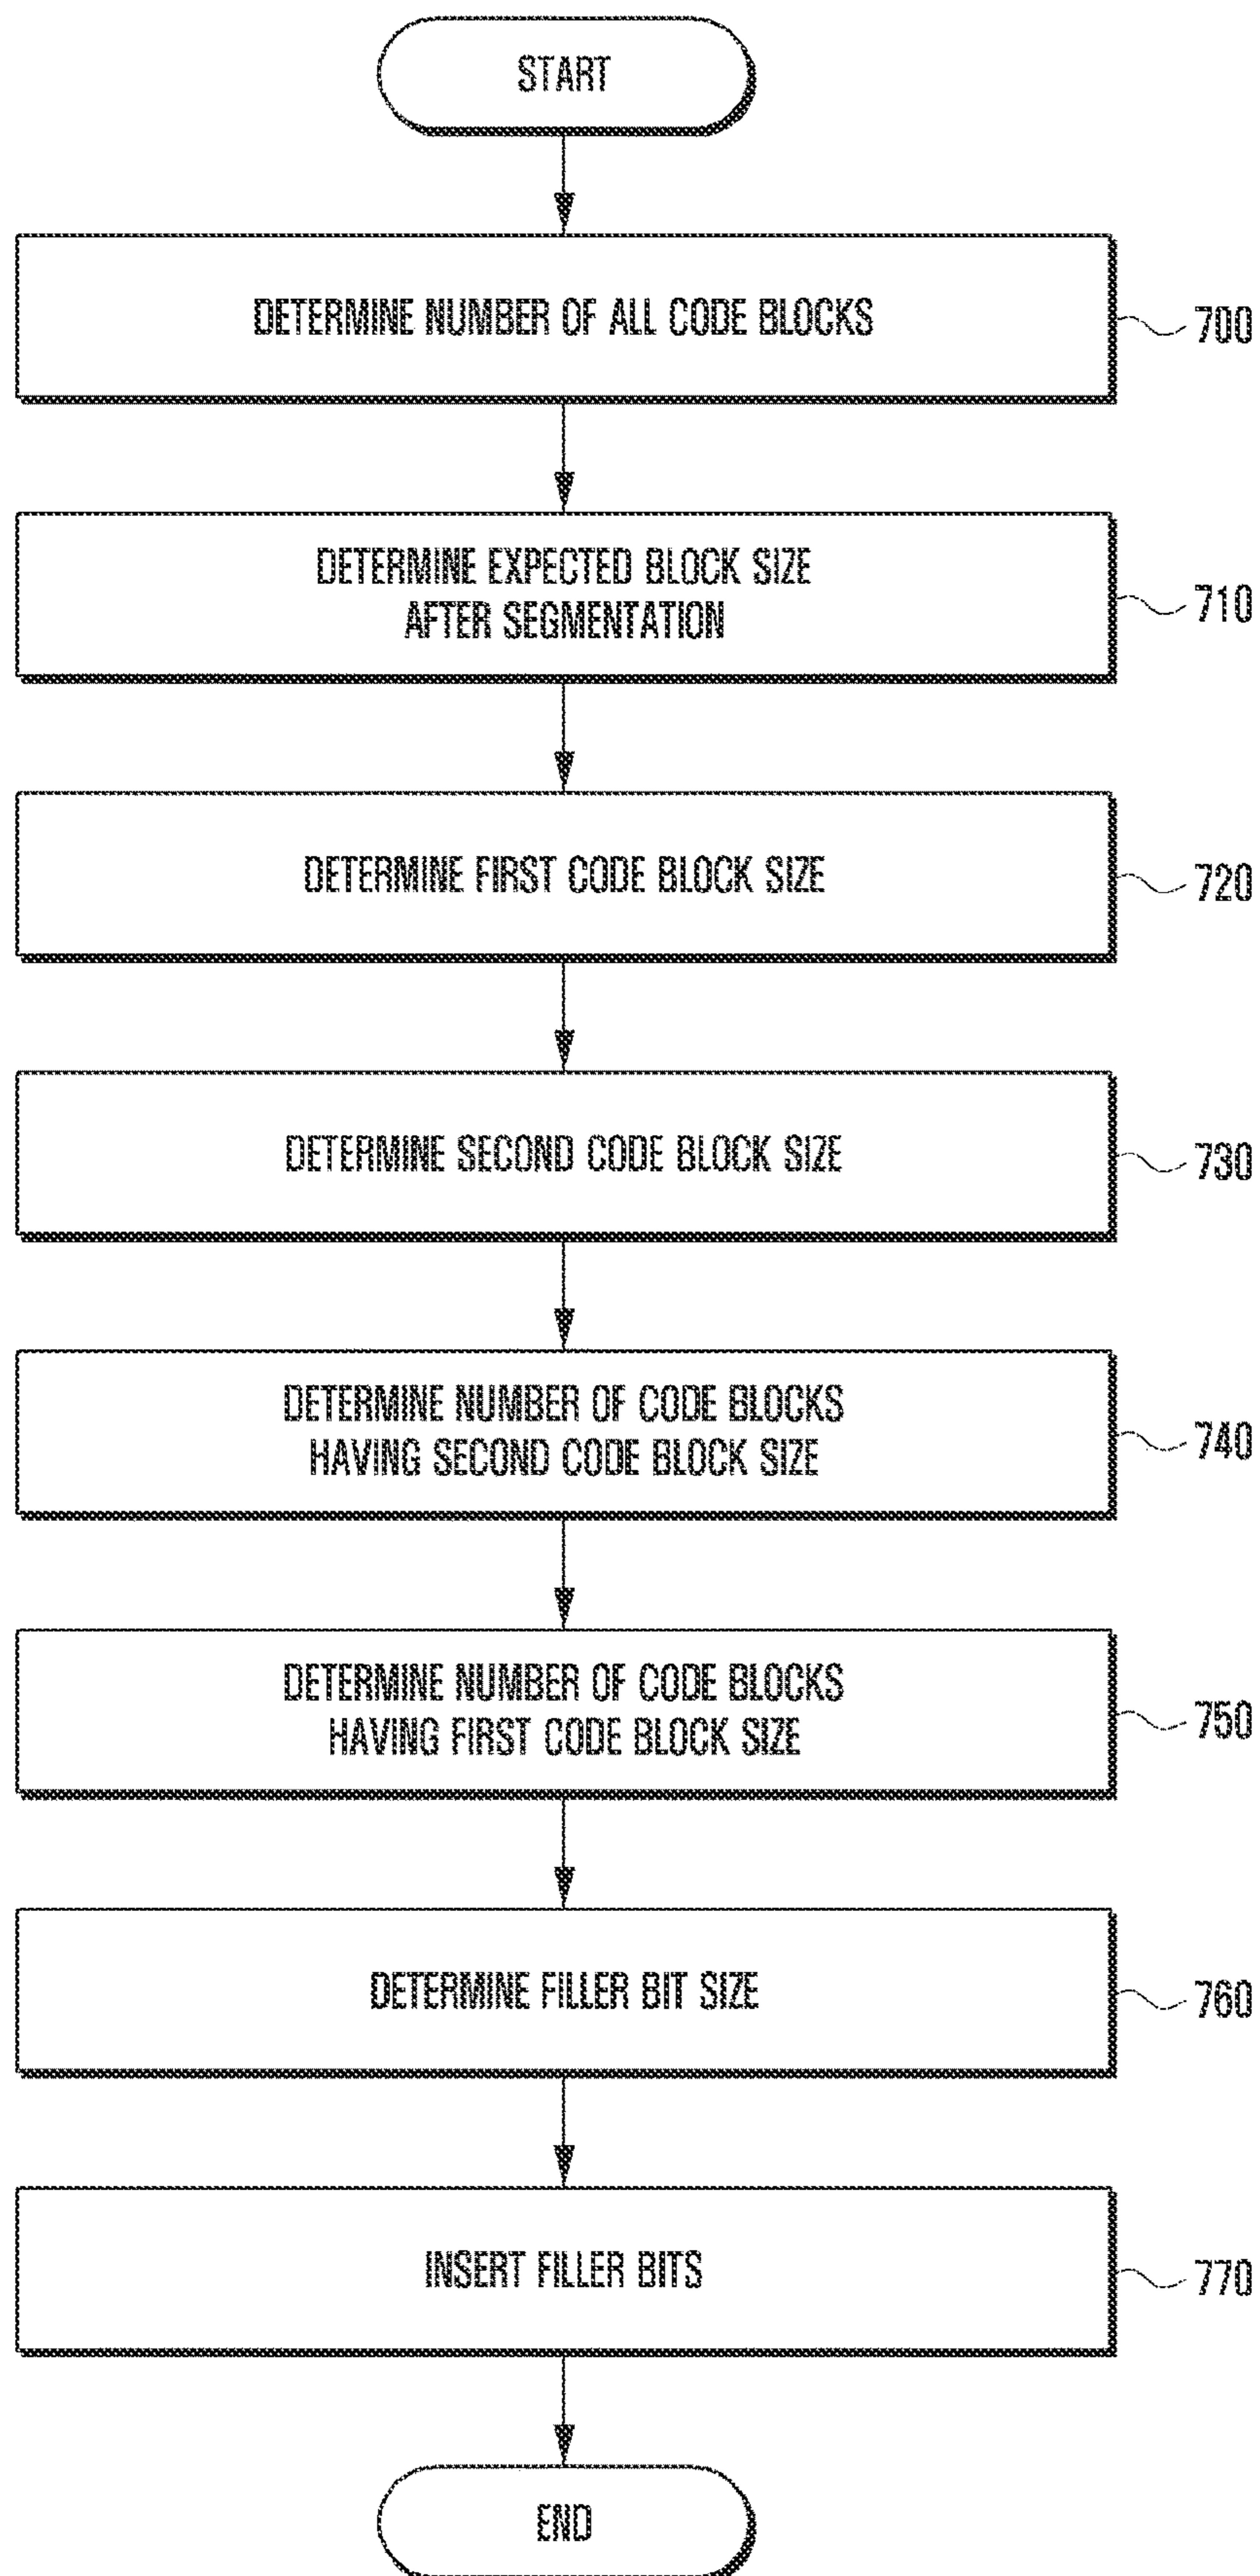 START
DETERMINE NUMBER OF ALL CODE BLOCKS
700
DETERMINE EXPECTED BLOCK SIZE
AFTER SEGMENTATION
710
DETERMINE FIRST CODE BLOCK SIZE
720
DETERMINE SECOND CODE BLOCK SIZE
730
DETERMINE NUMBER OF CODE BLOCKS
HAVING SECOND CODE BLOCK SIZE
740
DETERMINE NUMBER OF CODE BLOCKS
HAVING FIRST CODE BLOCK SIZE
750
DETERMINE FILLER BIT SIZE
760
INSERT FILLER BITS
770
END